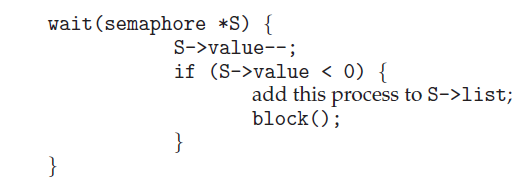 wait(semaphore *S) {
S->value--;
if (S->value < 0) {
add this process to S->list;
block();
}
}